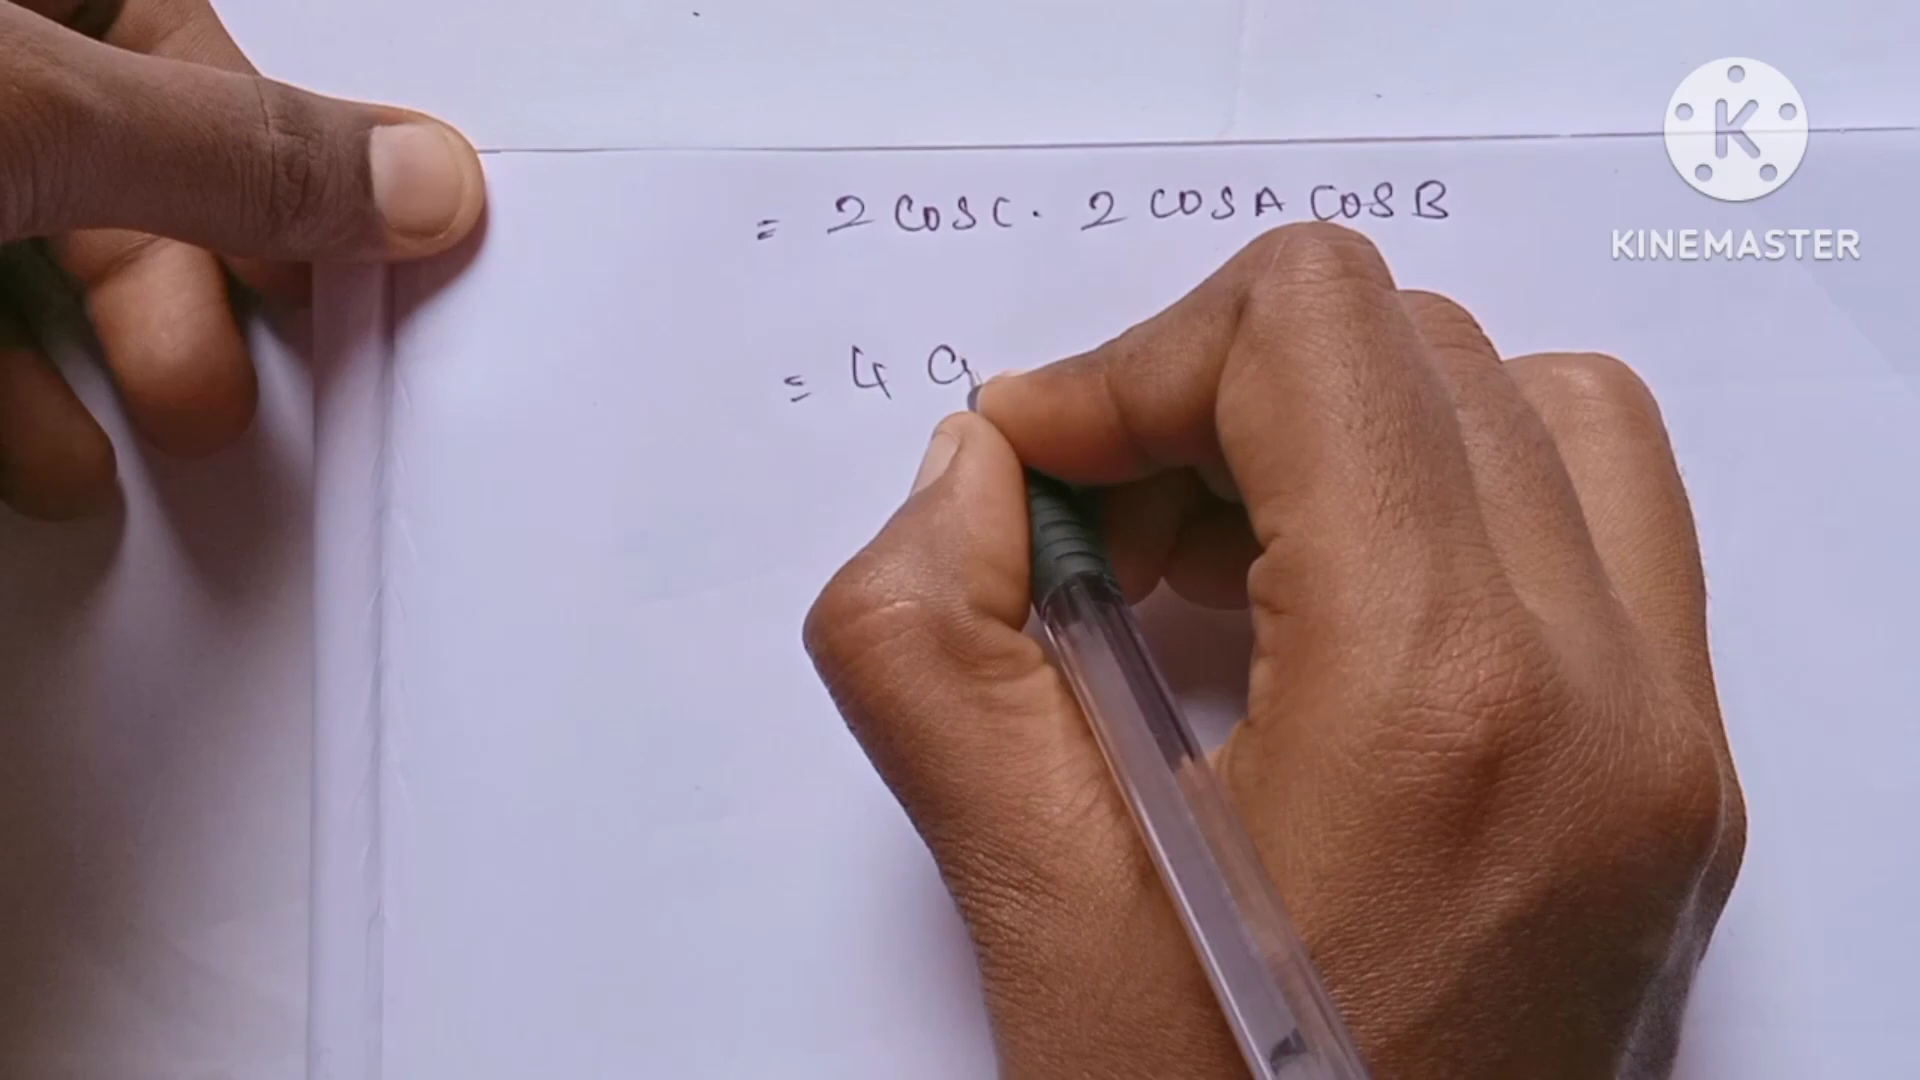 = 2 cos C . 2 cos A cos B
= 4 c
K
KINEMASTER